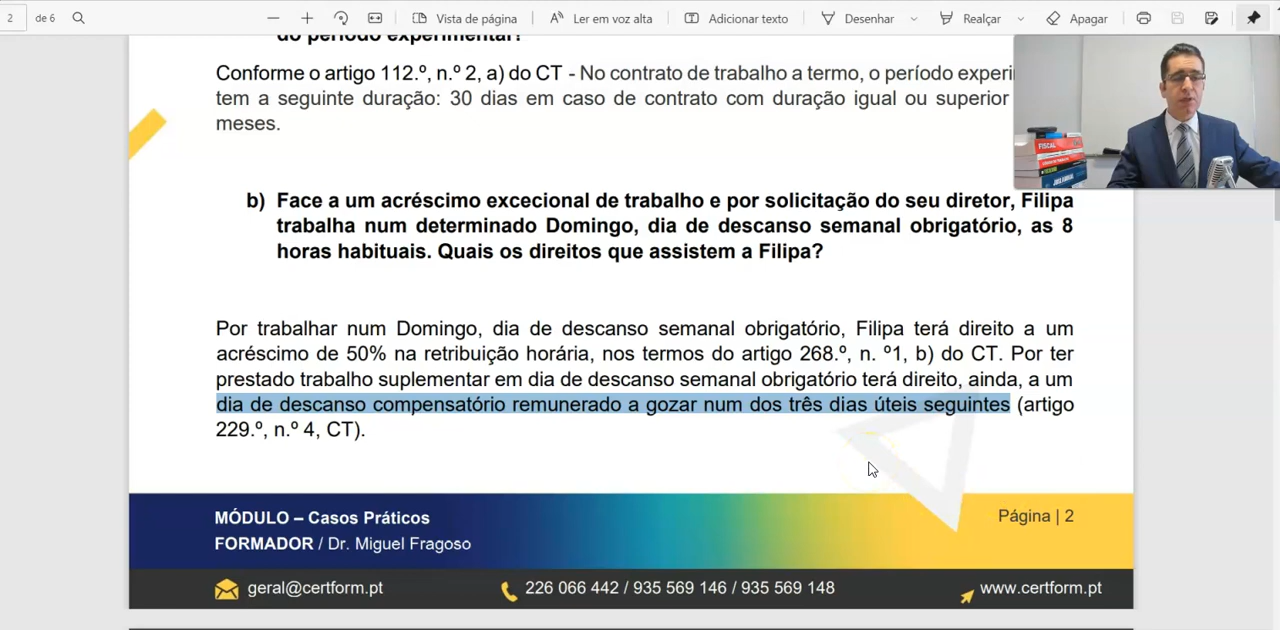 2 de 6 Vista de página Ler em voz alta Adicionar texto Desenhar Realçar Apagar
do período experimental?
Conforme o artigo 112.º, n.º 2, a) do CT - No contrato de trabalho a termo, o período experi
tem a seguinte duração: 30 dias em caso de contrato com duração igual ou superior
meses.
FISCAL
b) Face a um acréscimo excecional de trabalho e por solicitação do seu diretor, Filipa
trabalha num determinado Domingo, dia de descanso semanal obrigatório, as 8
horas habituais. Quais os direitos que assistem a Filipa?
Por trabalhar num Domingo, dia de descanso semanal obrigatório, Filipa terá direito a um
acréscimo de 50% na retribuição horária, nos termos do artigo 268.º, n. º1, b) do CT. Por ter
prestado trabalho suplementar em dia de descanso semanal obrigatório terá direito, ainda, a um
dia de descanso compensatório remunerado a gozar num dos três dias úteis seguintes (artigo
229.º, n.º 4, CT).
MÓDULO – Casos Práticos
FORMADOR / Dr. Miguel Fragoso
Página | 2
geral@certform.pt 226 066 442 / 935 569 146 / 935 569 148 www.certform.pt